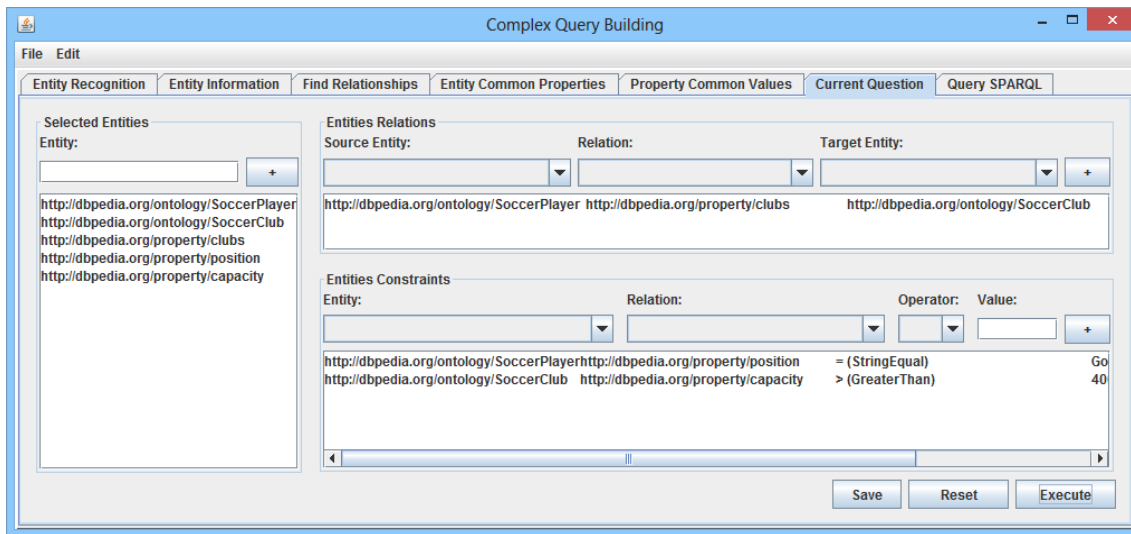 Complex Query Building
File Edit
Entity Recognition Entity Information Find Relationships Entity Common Properties Property Common Values Current Question Query SPARQL
Selected Entities
Entity:
+
http://dbpedia.org/ontology/SoccerPlayer
http://dbpedia.org/ontology/SoccerClub
http://dbpedia.org/property/clubs
http://dbpedia.org/property/position
http://dbpedia.org/property/capacity
Entities Relations
Source Entity: Relation: Target Entity:
+
http://dbpedia.org/ontology/SoccerPlayer http://dbpedia.org/property/clubs http://dbpedia.org/ontology/SoccerClub
Entities Constraints
Entity: Relation: Operator: Value:
+
http://dbpedia.org/ontology/SoccerPlayerhttp://dbpedia.org/property/position = (StringEqual) Go
http://dbpedia.org/ontology/SoccerClub http://dbpedia.org/property/capacity > (GreaterThan) 40
Save Reset Execute